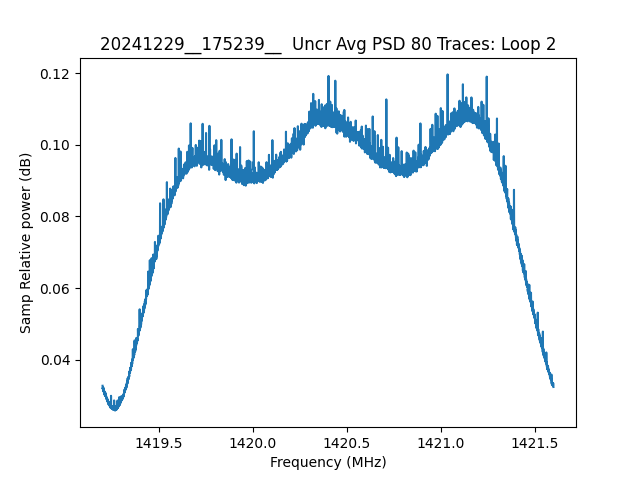 20241229__175239__  Uncr Avg PSD 80 Traces: Loop 2
0.12
0.10
0.08
0.06
0.04
Samp Relative power (dB)
1419.5 1420.0 1420.5 1421.0 1421.5
Frequency (MHz)